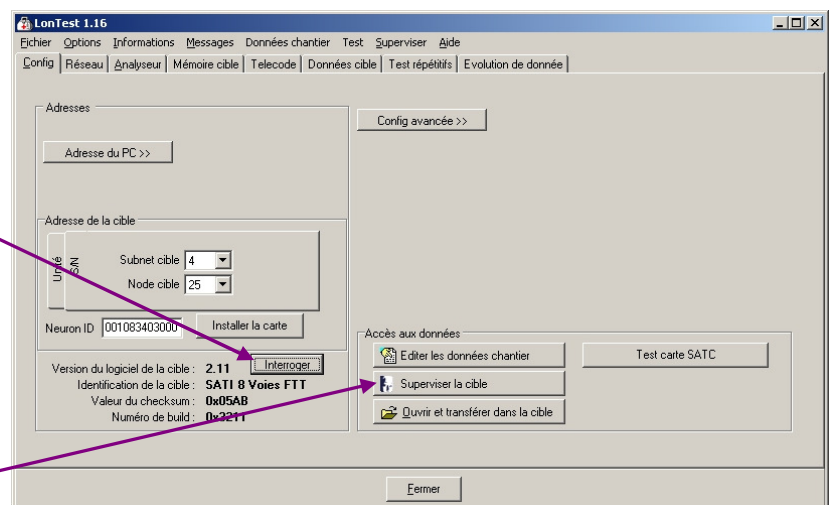 LonTest 1.16
Fichier Options Informations Messages Données chantier Test Superviser Aide
Config Réseau Analyseur Mémoire cible Telecode Données cible Test répétitifs Evolution de donnée
Adresses
Config avancée >>
Adresse du PC >>
Adresse de la cible
Unité
S/N
Subnet cible 4
Node cible 25
Neuron ID 001083403000 Installer la carte
Accès aux données
Editer les données chantier Test carte SATC
Version du logiciel de la cible : 2.11 Interroger
Identification de la cible : SATI 8 Voies FTT
Superviser la cible
Valeur du checksum : 0x05AB
Numéro de build : 0x3211
Ouvrir et transférer dans la cible
Fermer